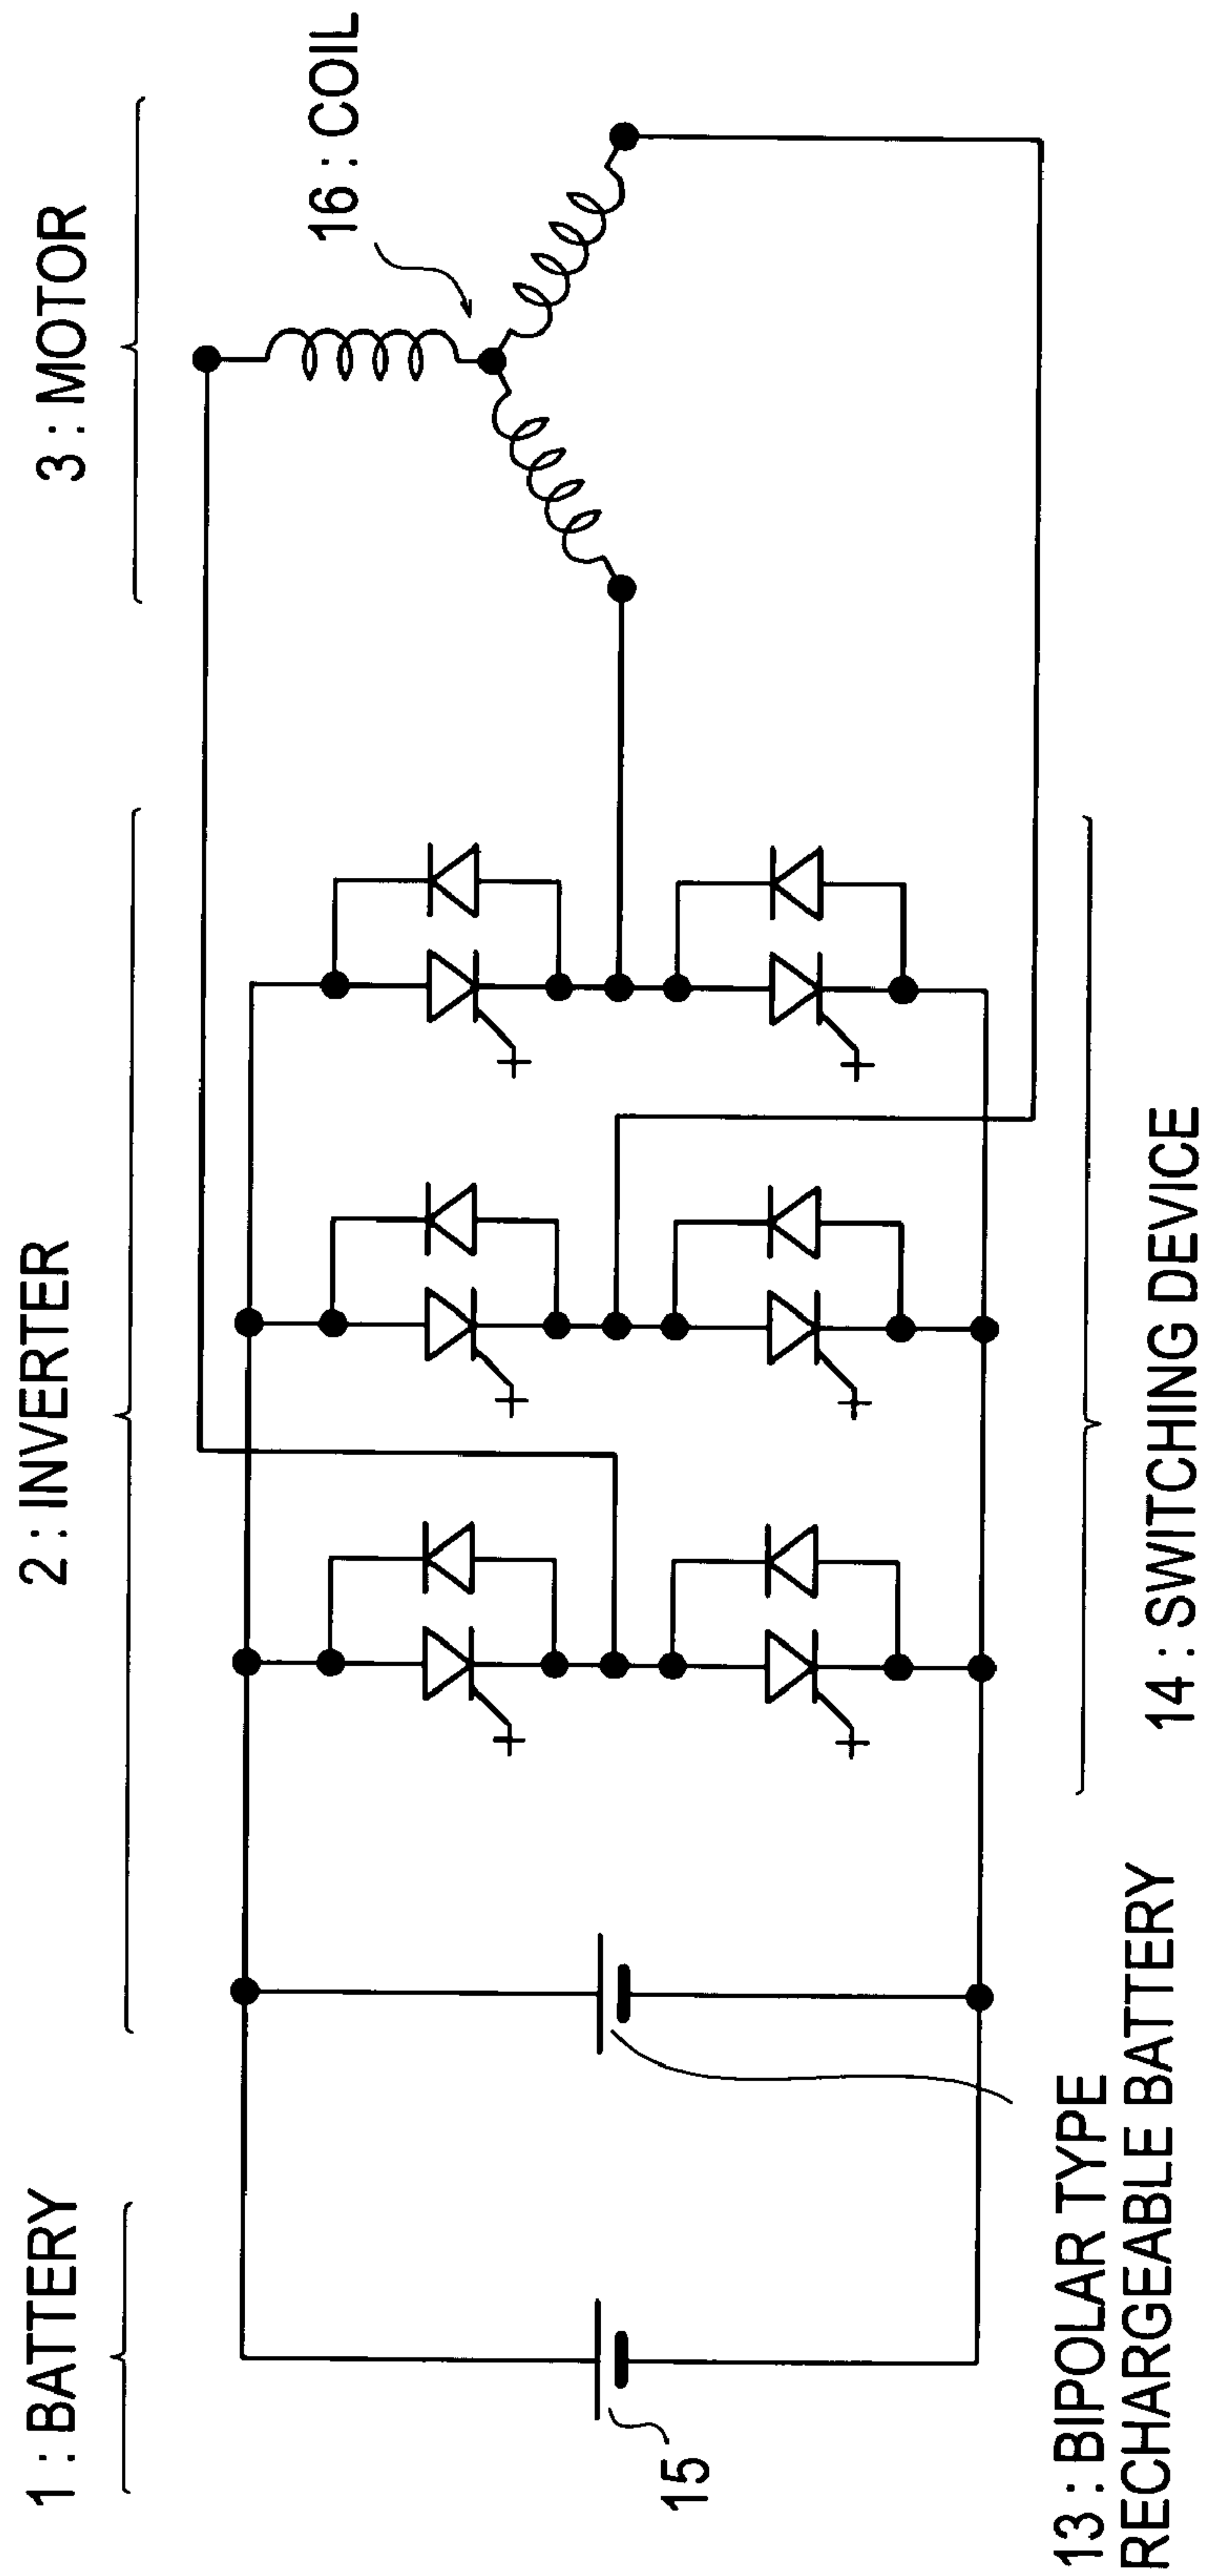 1 : BATTERY
2 : INVERTER
3 : MOTOR
16 : COIL
15
13 : BIPOLAR TYPE
RECHARGEABLE BATTERY
14 : SWITCHING DEVICE